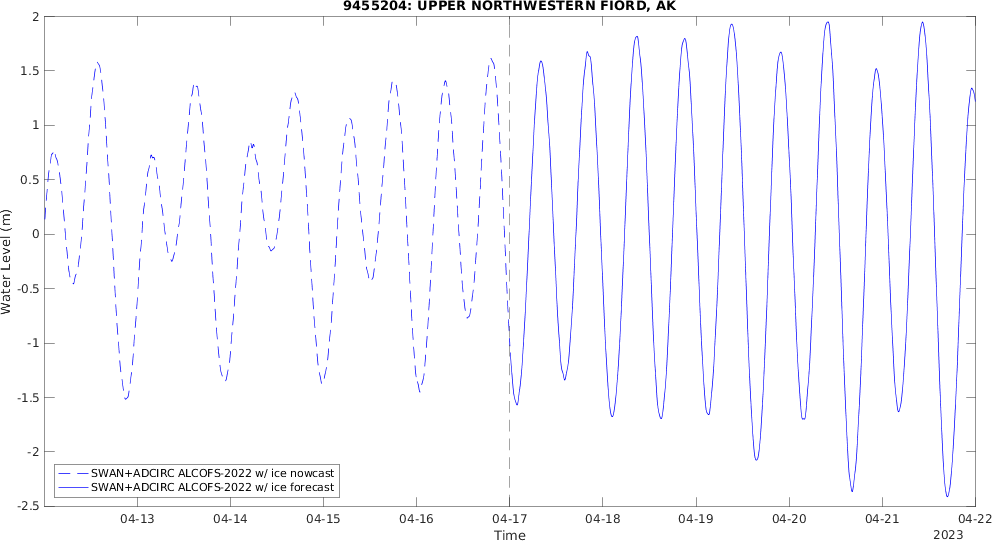 9455204: UPPER NORTHWESTERN FIORD, AK
Water Level (m)
2
1.5
1
0.5
0
-0.5
-1
-1.5
-2
-2.5
SWAN+ADCIRC ALCOFS-2022 w/ ice nowcast
SWAN+ADCIRC ALCOFS-2022 w/ ice forecast
04-13 04-14 04-15 04-16 04-17 04-18 04-19 04-20 04-21 04-22
Time
2023